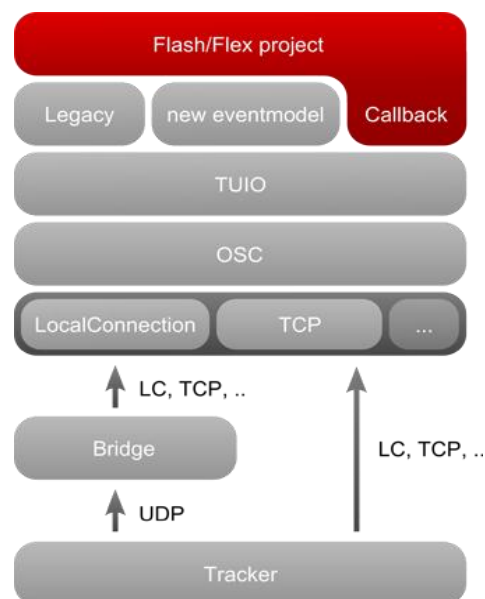 Flash/Flex project
Legacy
new eventmodel
Callback
TUIO
OSC
LocalConnection
TCP
...
LC, TCP, ..
Bridge
LC, TCP, ..
UDP
Tracker